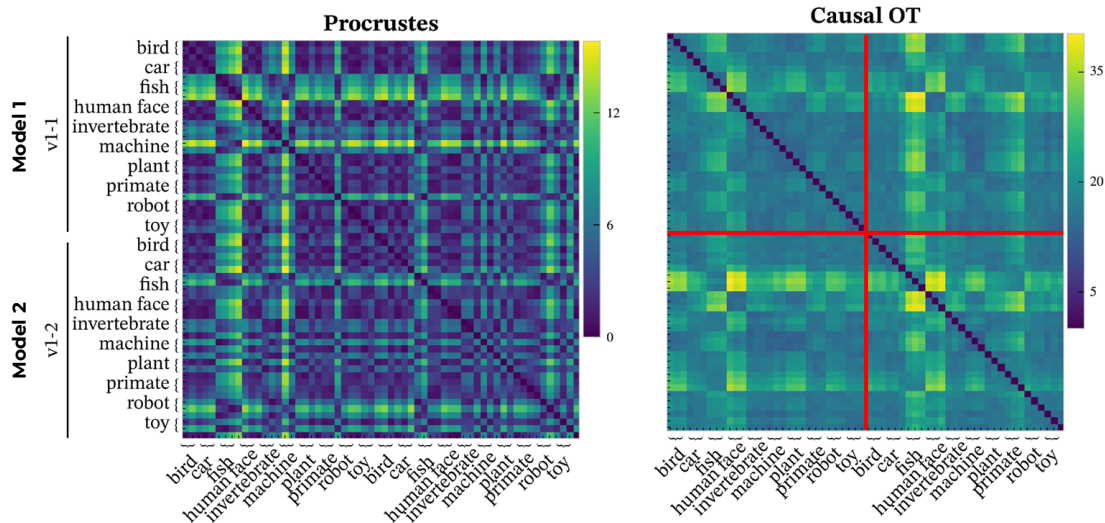 Procrustes
Causal OT
Model 1
v1-1
bird
car
fish
human face
invertebrate
machine
plant
primate
robot
toy
Model 2
v1-2
bird
car
fish
human face
invertebrate
machine
plant
primate
robot
toy
12
6
0
35
20
5
bird
car
fish
human face
invertebrate
machine
plant
primate
robot
toy
bird
car
fish
human face
invertebrate
machine
plant
primate
robot
toy
bird
car
fish
human face
invertebrate
machine
plant
primate
robot
toy
bird
car
fish
human face
invertebrate
machine
plant
primate
robot
toy